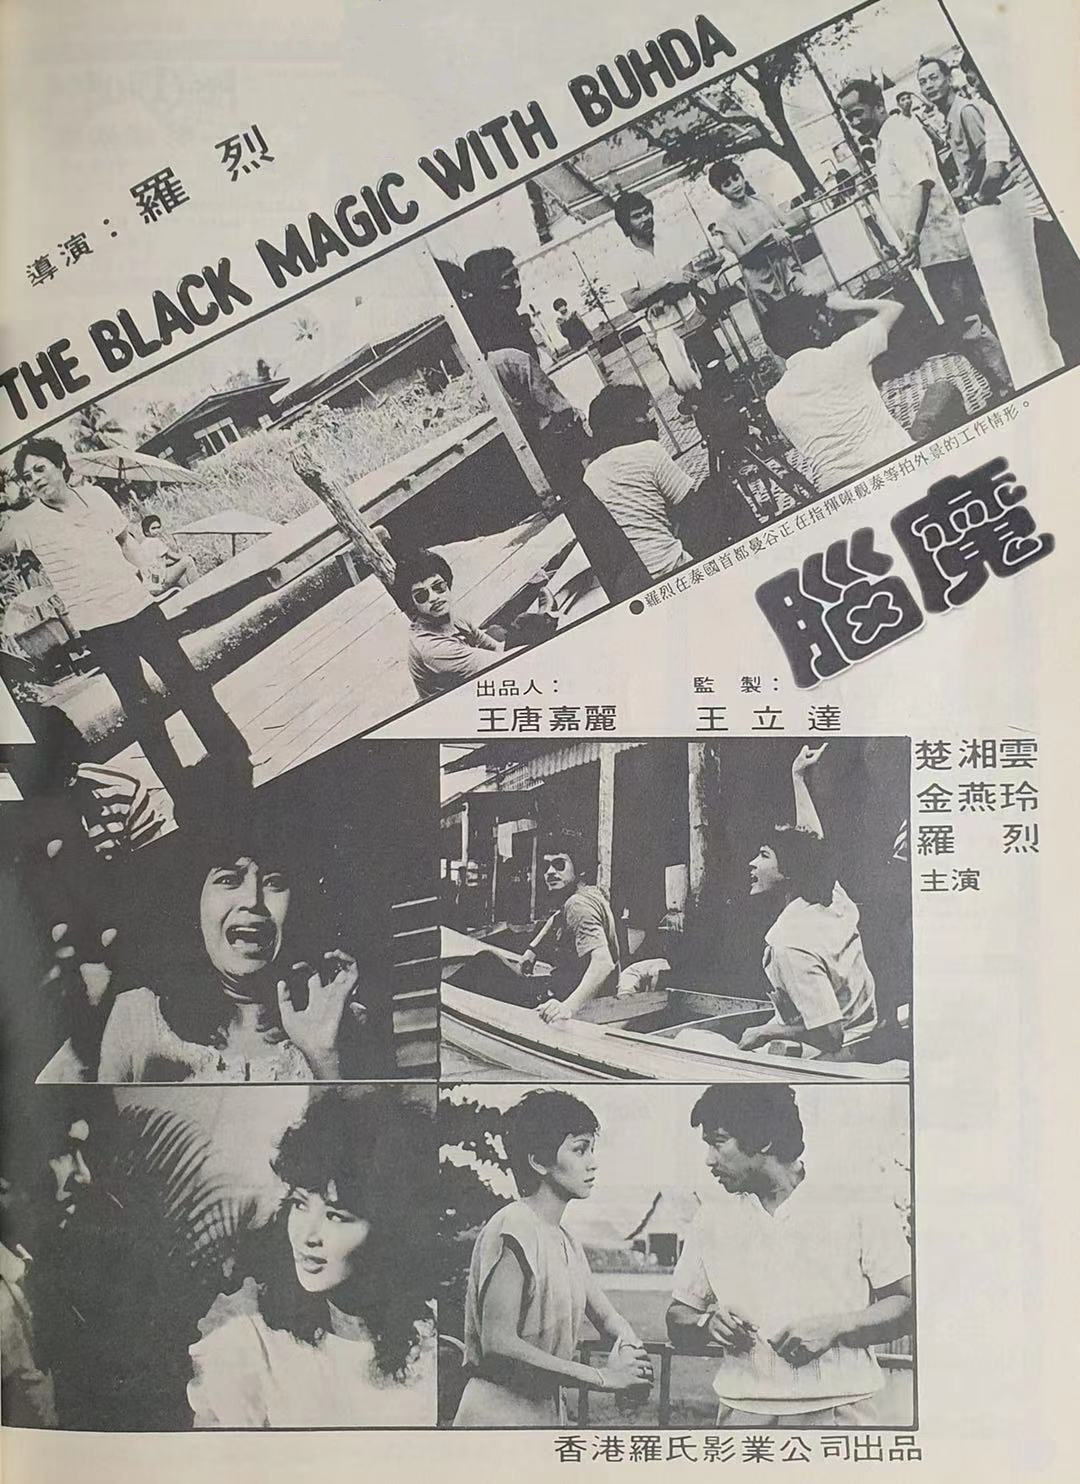 導演：羅烈
THE BLACK MAGIC WITH BUHDA
●羅烈在泰國首都曼谷正在指揮陳觀泰等拍外景的工作情形。
腦魔
出品人：
王唐嘉麗
監製：
王立達
楚湘雲
金燕玲
羅烈
主演
香港羅氏影業公司出品